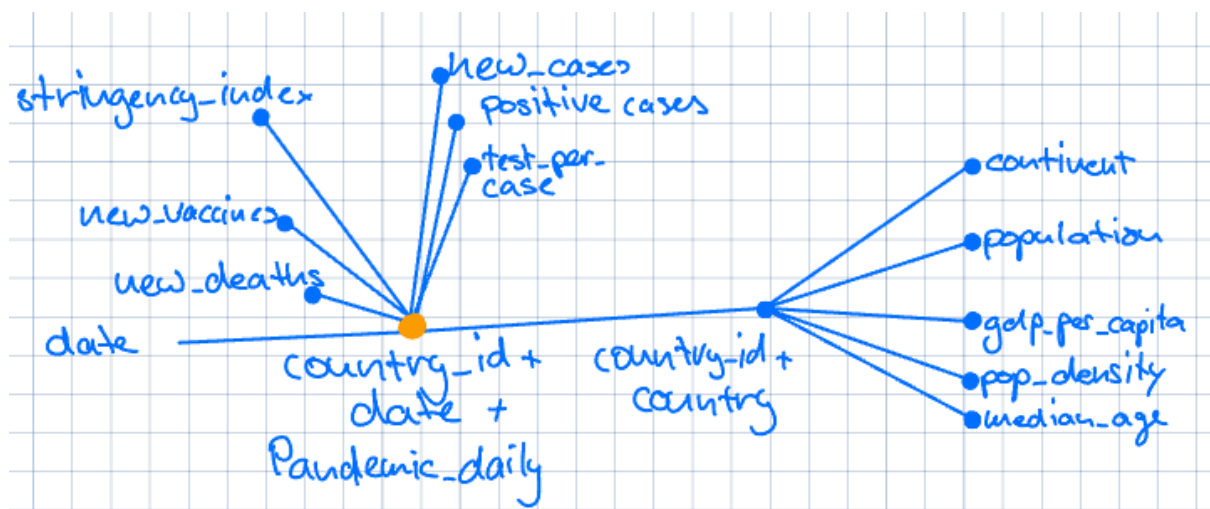 new_cases
stringency_index
positive cases
test_per_
case
continent
new_vaccines
population
new_deaths
gdp_per_capita
date
country_id +
date +
Pandemic_daily
country_id +
country
pop_density
median_age